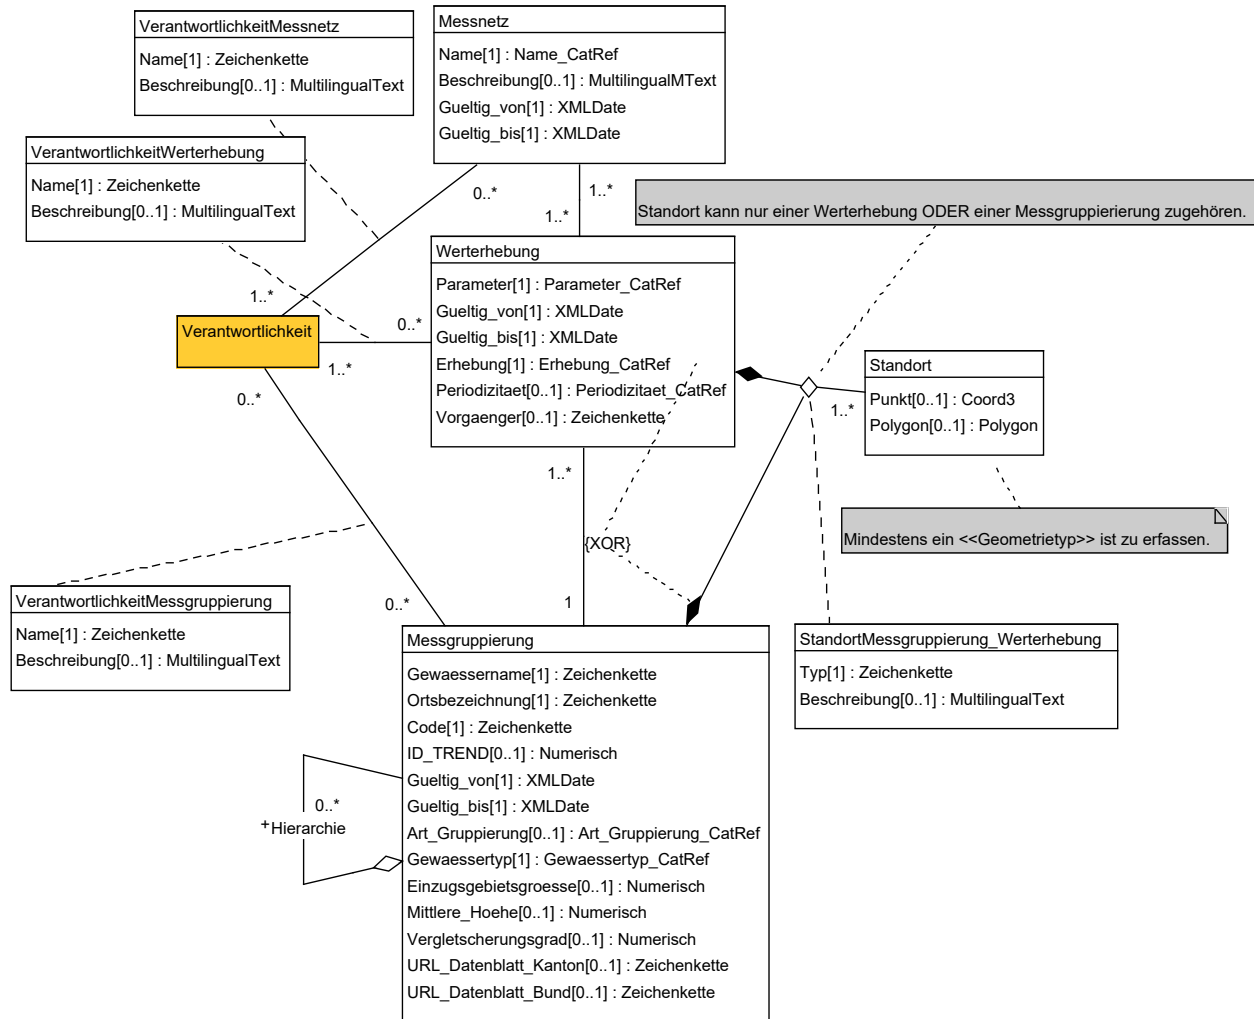 VerantwortlichkeitMessnetz
Name[1] : Zeichenkette
Beschreibung[0..1] : MultilingualText
Messnetz
Name[1] : Name_CatRef
Beschreibung[0..1] : MultilingualMText
Gueltig_von[1] : XMLDate
Gueltig_bis[1] : XMLDate
VerantwortlichkeitWerterhebung
Name[1] : Zeichenkette
Beschreibung[0..1] : MultilingualText
0..*
1..*
1..*
Standort kann nur einer Werterhebung ODER einer Messgruppierierung zugehören.
Werterhebung
Parameter[1] : Parameter_CatRef
Gueltig_von[1] : XMLDate
Gueltig_bis[1] : XMLDate
Erhebung[1] : Erhebung_CatRef
Periodizitaet[0..1] : Periodizitaet_CatRef
Vorgaenger[0..1] : Zeichenkette
1..*
Verantwortlichkeit
0..*
1..*
0..*
Standort
Punkt[0..1] : Coord3
Polygon[0..1] : Polygon
1..*
1..*
{XOR}
Mindestens ein <<Geometrietyp>> ist zu erfassen.
VerantwortlichkeitMessgruppierung
Name[1] : Zeichenkette
Beschreibung[0..1] : MultilingualText
0..*
1
StandortMessgruppierung_Werterhebung
Typ[1] : Zeichenkette
Beschreibung[0..1] : MultilingualText
Messgruppierung
Gewaessername[1] : Zeichenkette
Ortsbezeichnung[1] : Zeichenkette
Code[1] : Zeichenkette
ID_TREND[0..1] : Numerisch
Gueltig_von[1] : XMLDate
Gueltig_bis[1] : XMLDate
Art_Gruppierung[0..1] : Art_Gruppierung_CatRef
Gewaessertyp[1] : Gewaessertyp_CatRef
Einzugsgebietsgroesse[0..1] : Numerisch
Mittlere_Hoehe[0..1] : Numerisch
Vergletscherungsgrad[0..1] : Numerisch
URL_Datenblatt_Kanton[0..1] : Zeichenkette
URL_Datenblatt_Bund[0..1] : Zeichenkette
0..*
+Hierarchie